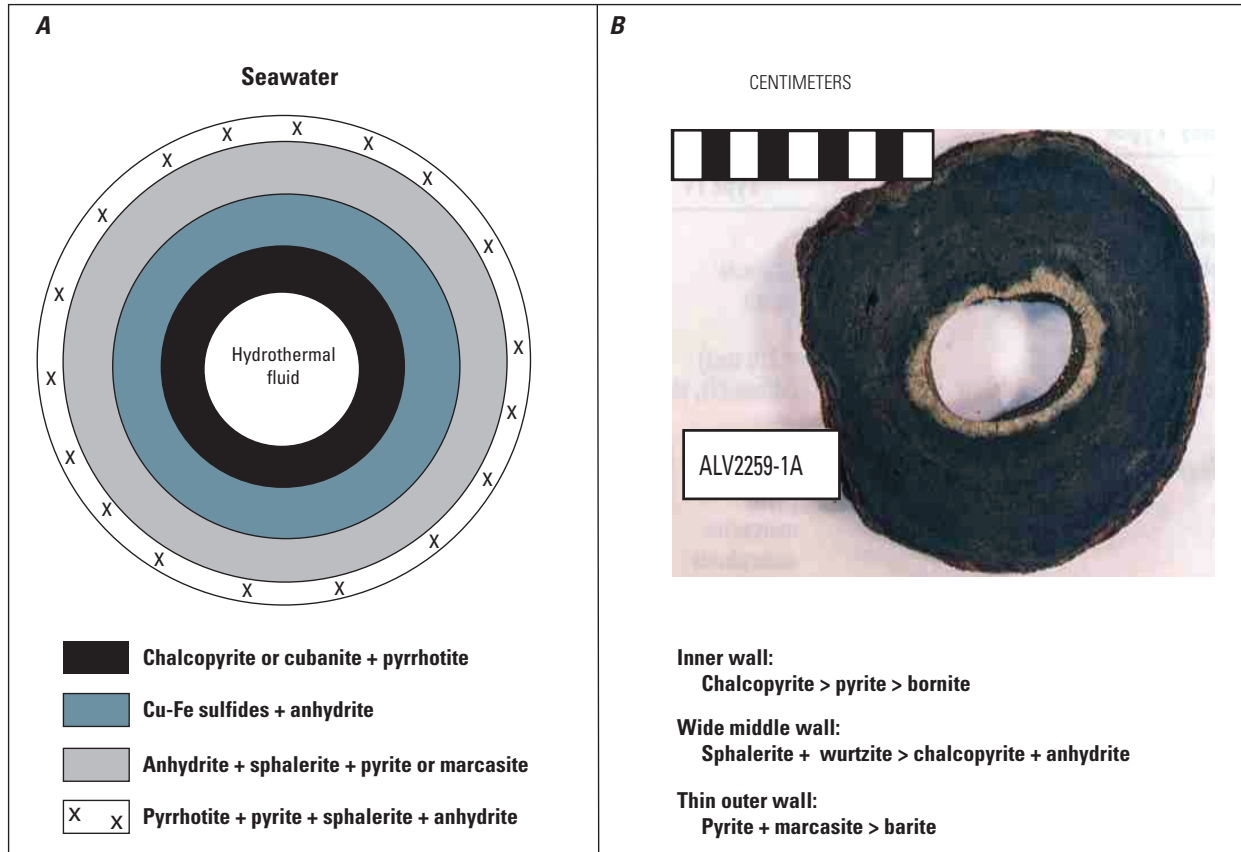 A
Seawater
X X X X X X X X X X X X X X X X X X X
Hydrothermal
fluid
Chalcopyrite or cubanite + pyrrhotite
Cu-Fe sulfides + anhydrite
Anhydrite + sphalerite + pyrite or marcasite
X X Pyrrhotite + pyrite + sphalerite + anhydrite
B
CENTIMETERS
ALV2259-1A
Inner wall:
Chalcopyrite > pyrite > bornite
Wide middle wall:
Sphalerite + wurtzite > chalcopyrite + anhydrite
Thin outer wall:
Pyrite + marcasite > barite